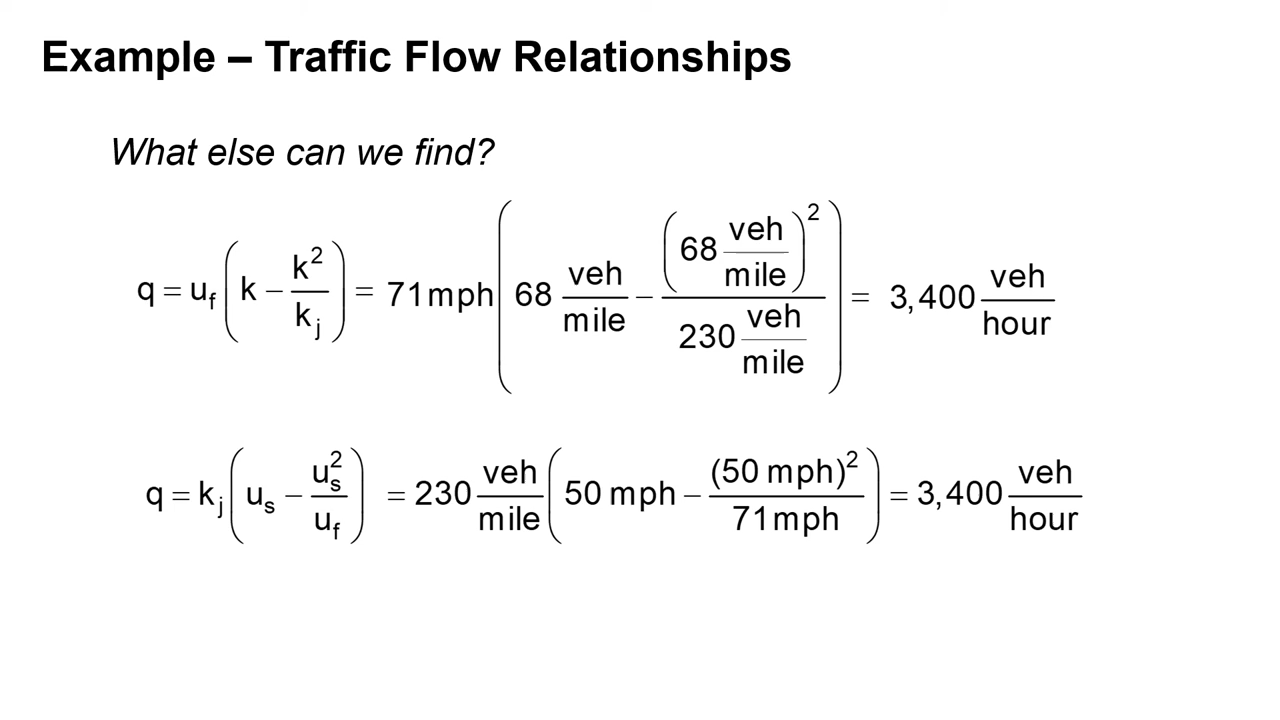 Example – Traffic Flow Relationships
What else can we find?
q = u_f ( k − k² / k_j ) = 71 mph ( 68 veh/mile − ( 68 veh/mile )² / 230 veh/mile ) = 3,400 veh/hour
q = k_j ( u_s − u_s² / u_f ) = 230 veh/mile ( 50 mph − (50 mph)² / 71 mph ) = 3,400 veh/hour